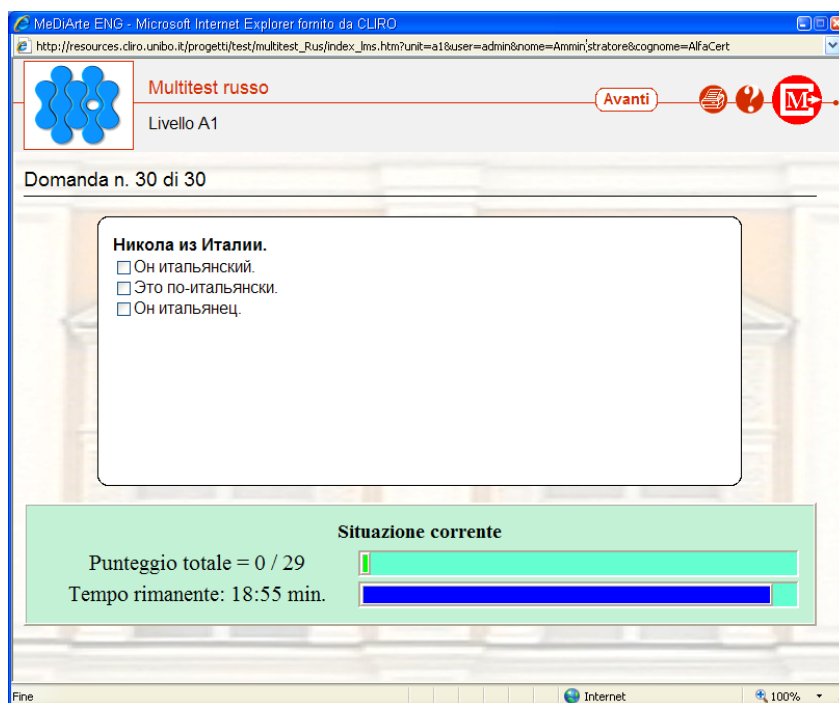 MeDiArte ENG - Microsoft Internet Explorer fornito da CLIRO
http://resources.cliro.unibo.it/progetti/test/multitest_Rus/index_lms.htm?unit=a1&user=admin&nome=Ammin'stratore&cognome=AlfaCert
Multitest russo
Avanti
M
Livello A1
Domanda n. 30 di 30
Никола из Италии.
Он итальянский.
Это по-итальянски.
Он итальянец.
Situazione corrente
Punteggio totale = 0 / 29
Tempo rimanente: 18:55 min.
Fine
Internet
100%